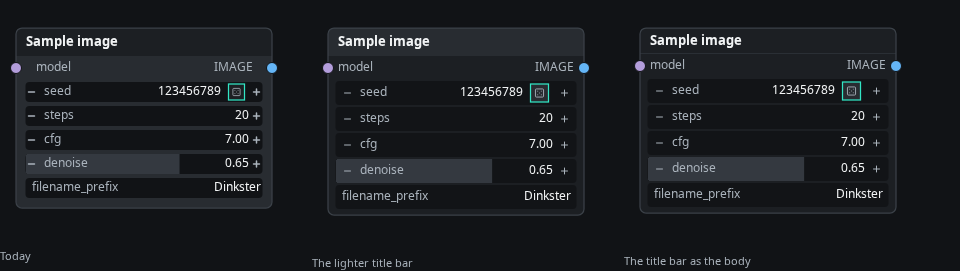 Sample image
model IMAGE
− seed 123456789 +
− steps 20 +
− cfg 7.00 +
− denoise 0.65 +
filename_prefix Dinkster
Today
Sample image
model IMAGE
− seed 123456789 +
− steps 20 +
− cfg 7.00 +
− denoise 0.65 +
filename_prefix Dinkster
The lighter title bar
Sample image
model IMAGE
− seed 123456789 +
− steps 20 +
− cfg 7.00 +
− denoise 0.65 +
filename_prefix Dinkster
The title bar as the body